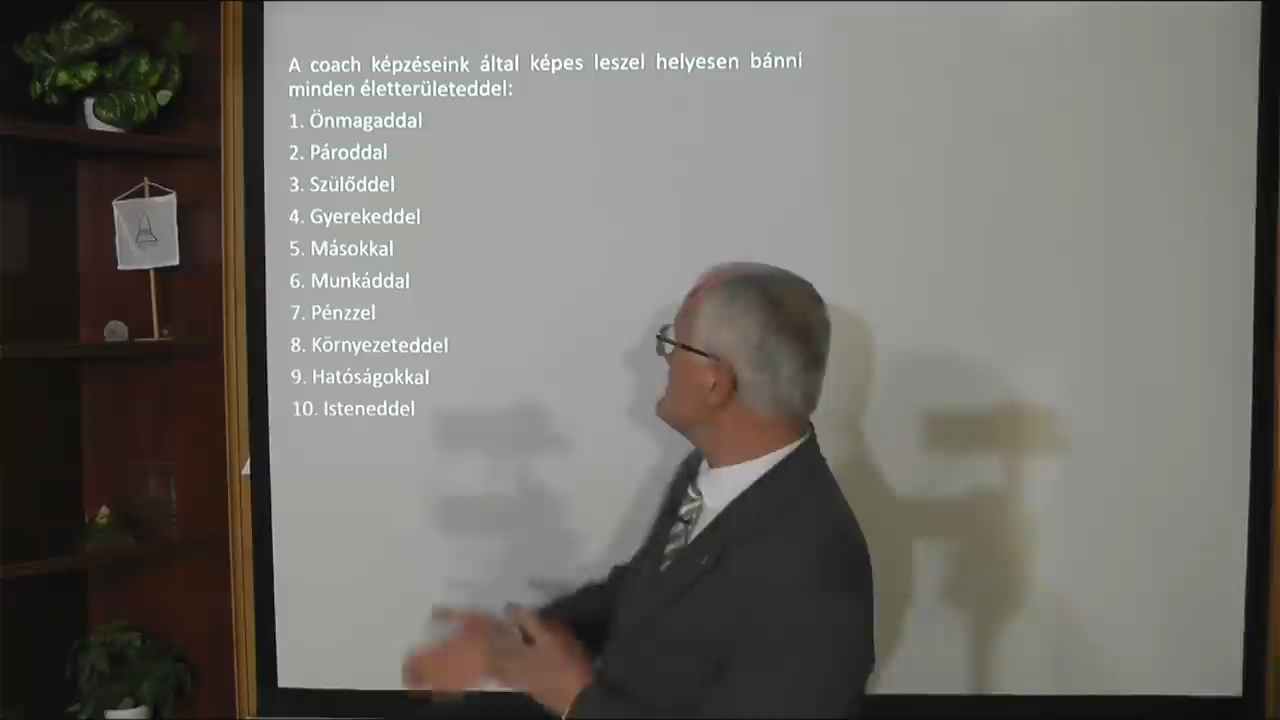 A coach képzéseink által képes leszel helyesen bánni
minden életterületeddel:
1. Önmagaddal
2. Pároddal
3. Szülőddel
4. Gyerekeddel
5. Másokkal
6. Munkáddal
7. Pénzzel
8. Környezeteddel
9. Hatóságokkal
10. Isteneddel